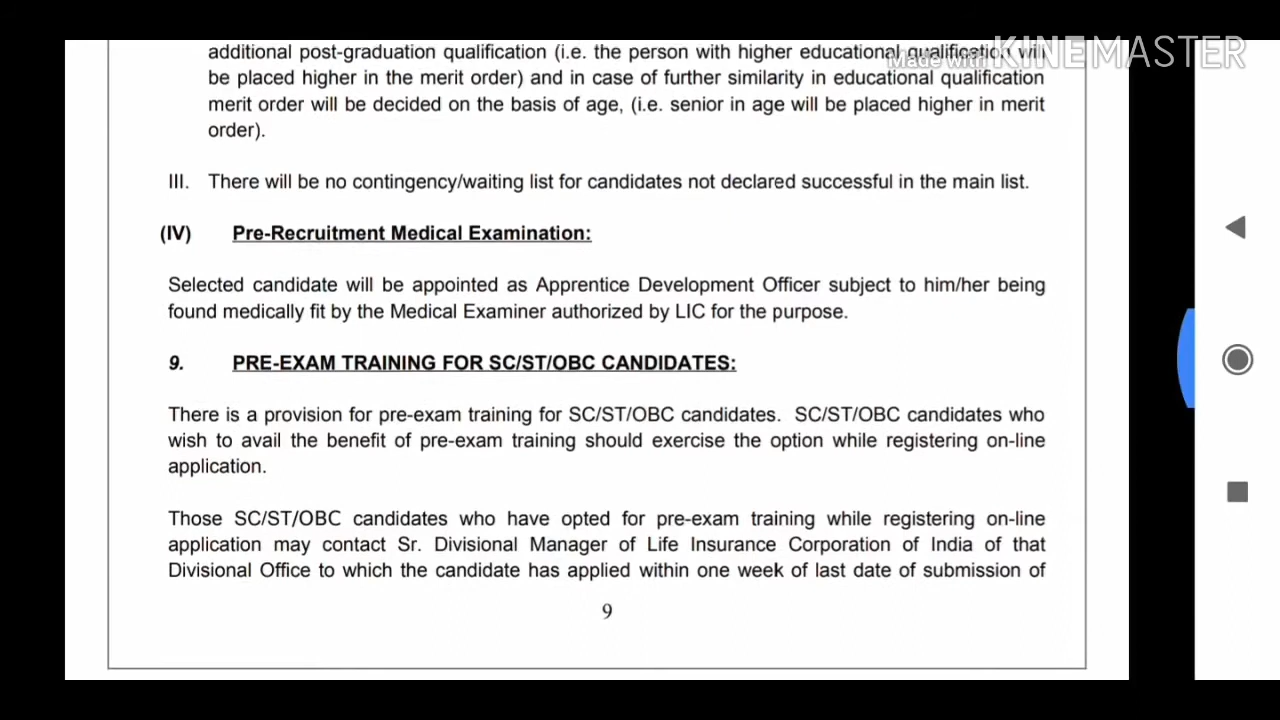 additional post-graduation qualification (i.e. the person with higher educational qualification will
Made with KINEMASTER
be placed higher in the merit order) and in case of further similarity in educational qualification
merit order will be decided on the basis of age, (i.e. senior in age will be placed higher in merit
order).
III. There will be no contingency/waiting list for candidates not declared successful in the main list.
(IV) Pre-Recruitment Medical Examination:
Selected candidate will be appointed as Apprentice Development Officer subject to him/her being
found medically fit by the Medical Examiner authorized by LIC for the purpose.
9. PRE-EXAM TRAINING FOR SC/ST/OBC CANDIDATES:
There is a provision for pre-exam training for SC/ST/OBC candidates. SC/ST/OBC candidates who
wish to avail the benefit of pre-exam training should exercise the option while registering on-line
application.
Those SC/ST/OBC candidates who have opted for pre-exam training while registering on-line
application may contact Sr. Divisional Manager of Life Insurance Corporation of India of that
Divisional Office to which the candidate has applied within one week of last date of submission of
9